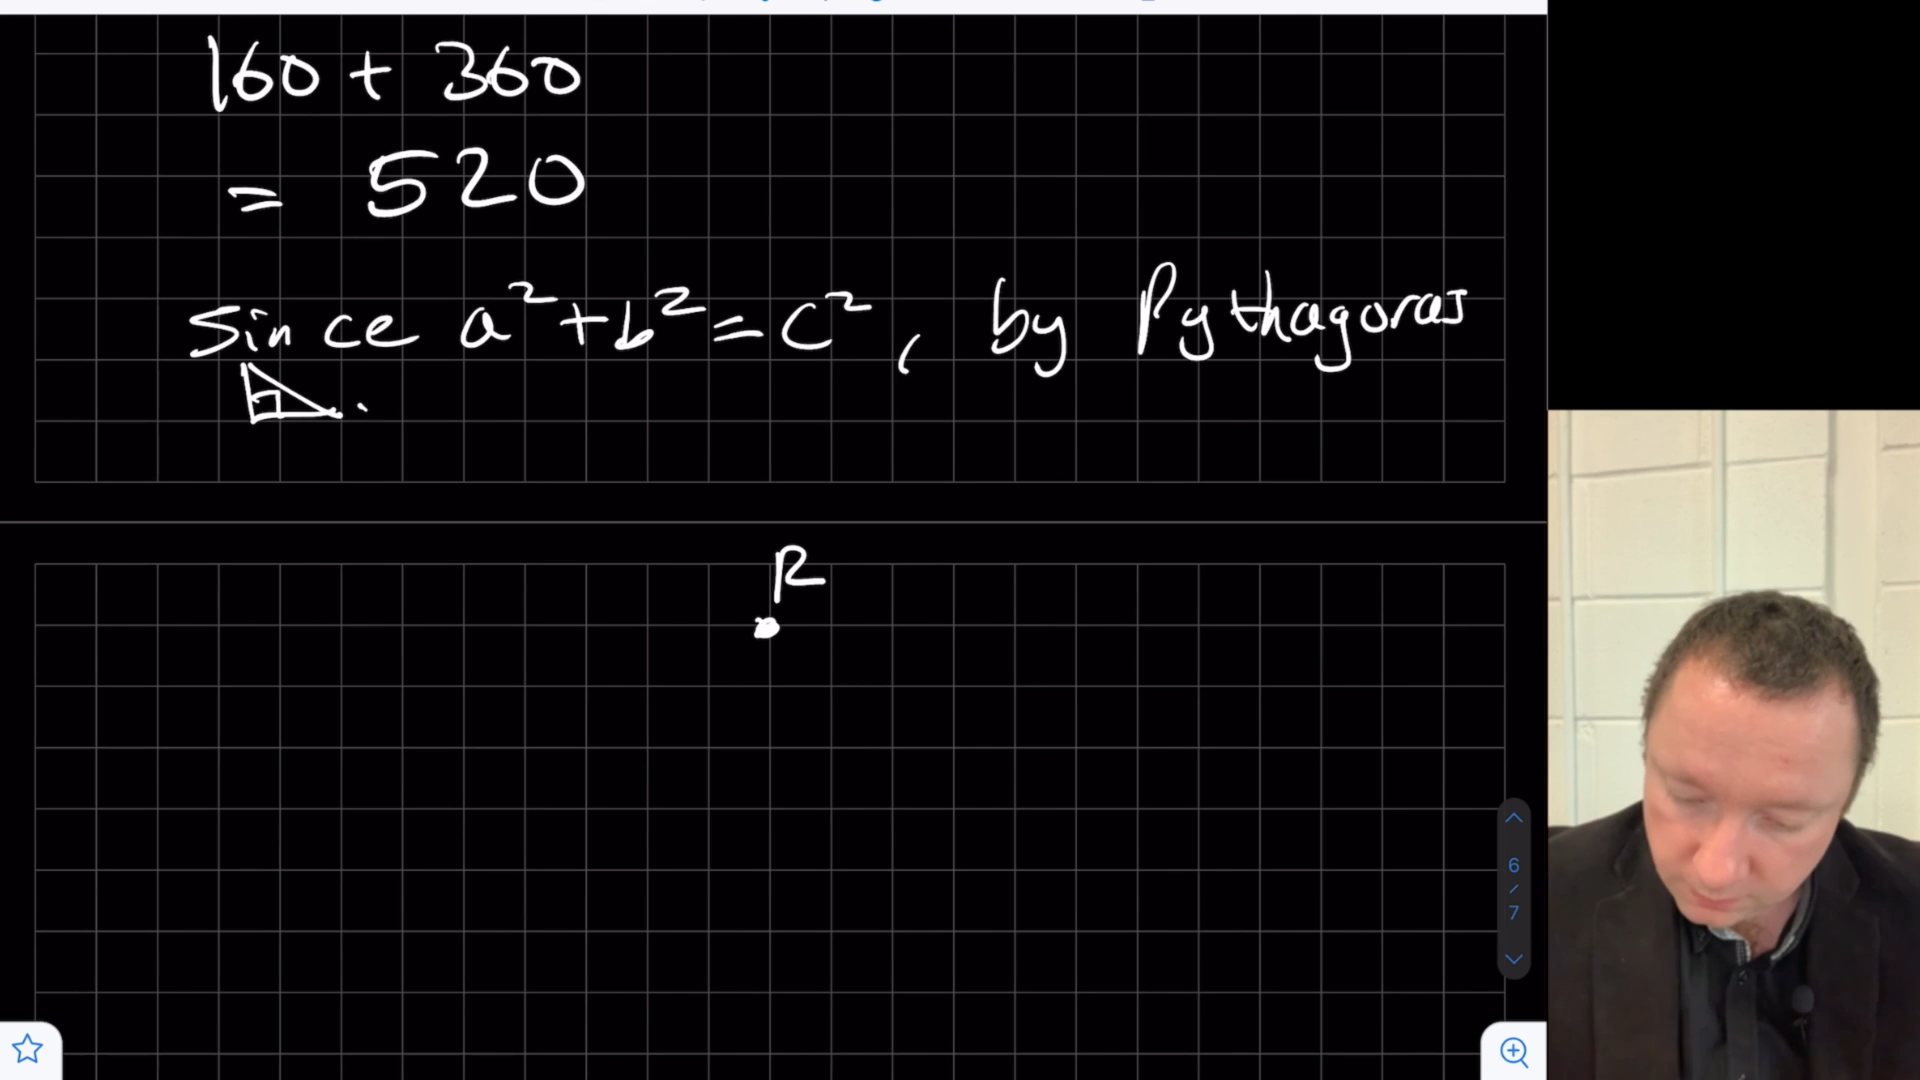 160 + 360
= 520
Since a²+b²=c², by Pythagoras
.
R
6
/
7